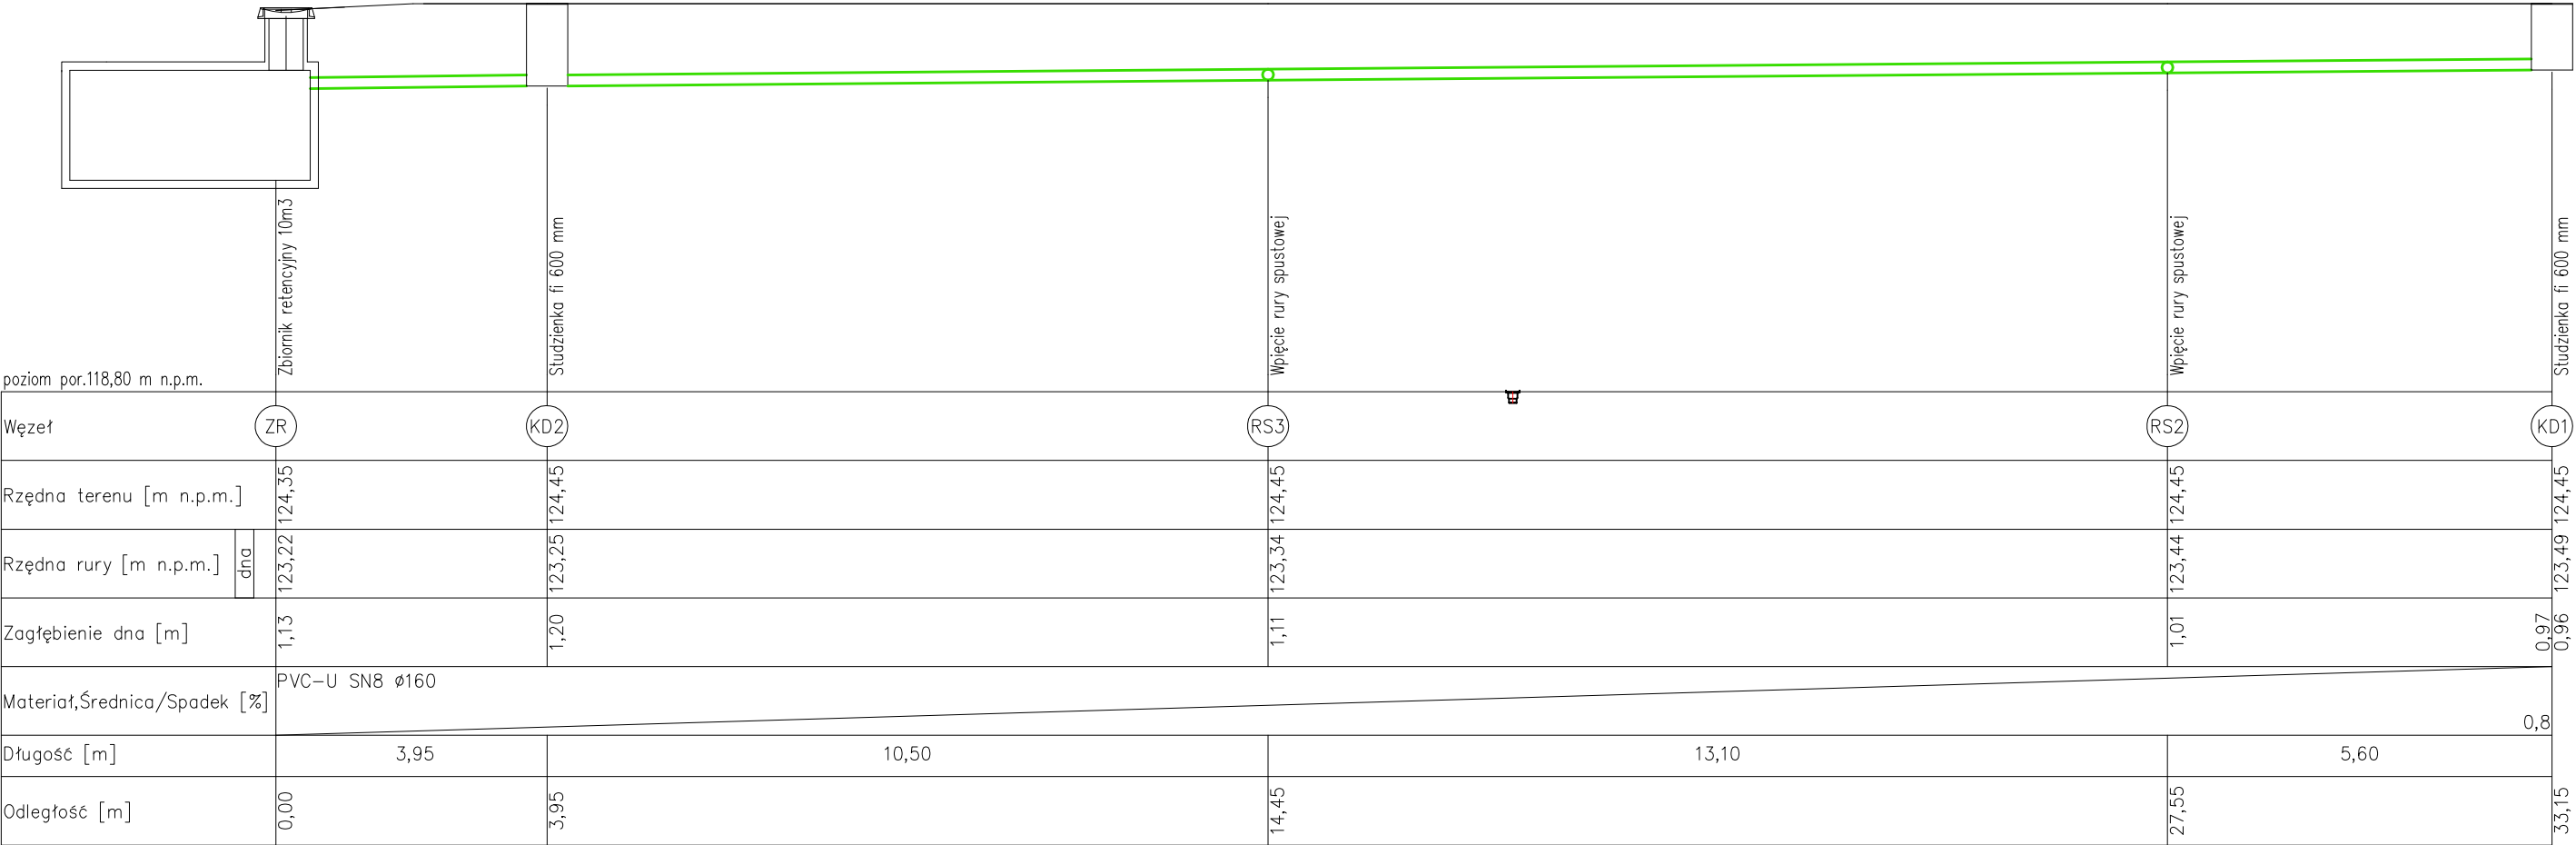 Zbiornik retencyjny 10m3
Studzienka fi 600 mm
Wpięcie rury spustowej
Wpięcie rury spustowej
Studzienka fi 600 mm
poziom por.118,80 m n.p.m.
Węzeł ZR KD2 RS3 RS2 KD1
Rzędna terenu [m n.p.m.] 124,35 124,45 124,45 124,45 124,45
Rzędna rury [m n.p.m.] dna 123,22 123,25 123,34 123,44 123,49
Zagłębienie dna [m] 1,13 1,20 1,11 1,01 0,97 0,96
PVC-U SN8 ø160
Materiał,Średnica/Spadek [%]
0,8
Długość [m] 3,95 10,50 13,10 5,60
Odległość [m] 0,00 3,95 14,45 27,55 33,15